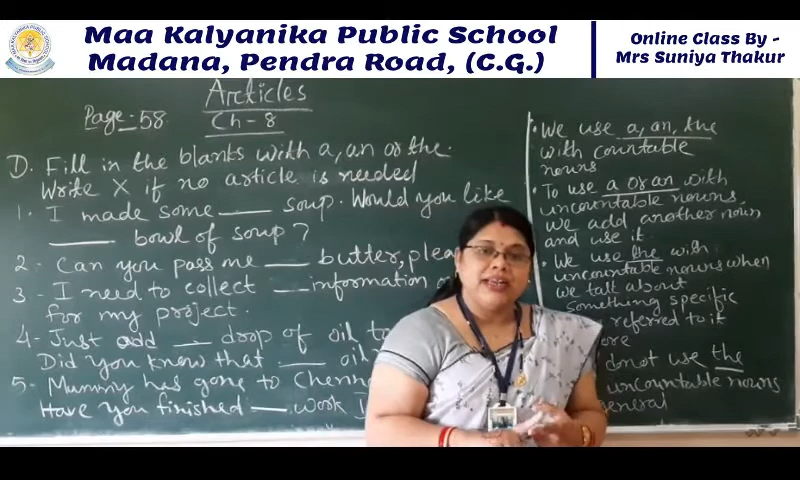 Maa Kalyanika Public School
Madana, Pendra Road, (C.G.)
Online Class By -
Mrs Suniya Thakur
Page-58
Articles
Ch-8
D. Fill in the blanks with a, an or the.
Write X if no article is needed
1. I made some ___ soup. Would you like
___ bowl of soup?
2- Can you pass me ___ butter, plea
3- I need to collect ___ information
for my project.
4- Just add ___ drop of oil to
Did you know that ___ oil
5- Mummy has gone to Chenn
Have you finished ___ work
• We use a, an, the
with countable
nouns
• To use a or an with
uncountable nouns,
we add another noun
and use it.
• We use the with
uncountable nouns when
we talk about
something specific
referred to it
ore
donot use the
uncountable nouns
general